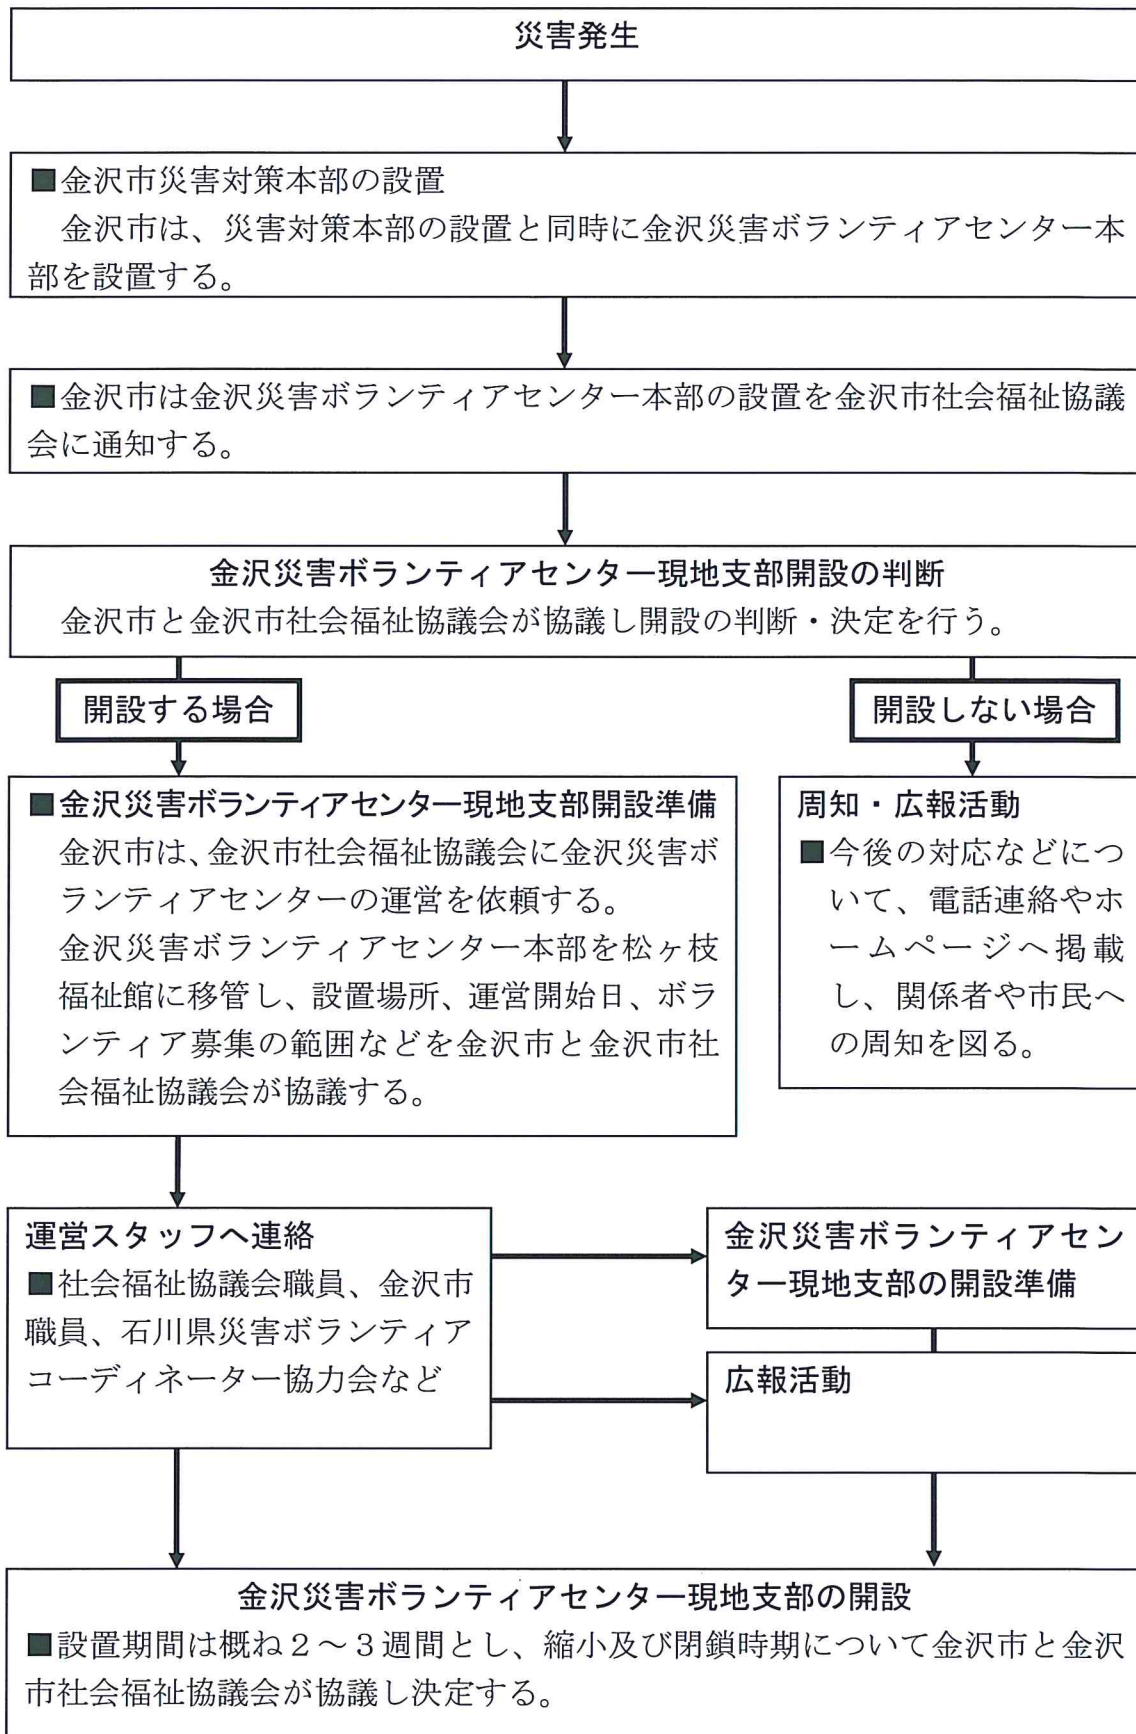 災害発生
■金沢市災害対策本部の設置
金沢市は、災害対策本部の設置と同時に金沢災害ボランティアセンター本
部を設置する。
■金沢市は金沢災害ボランティアセンター本部の設置を金沢市社会福祉協議
会に通知する。
金沢災害ボランティアセンター現地支部開設の判断
金沢市と金沢市社会福祉協議会が協議し開設の判断・決定を行う。
開設する場合
開設しない場合
■金沢災害ボランティアセンター現地支部開設準備
金沢市は、金沢市社会福祉協議会に金沢災害ボ
ランティアセンターの運営を依頼する。
金沢災害ボランティアセンター本部を松ヶ枝
福祉館に移管し、設置場所、運営開始日、ボラ
ンティア募集の範囲などを金沢市と金沢市社
会福祉協議会が協議する。
周知・広報活動
■今後の対応などにつ
いて、電話連絡やホ
ームページへ掲載
し、関係者や市民へ
の周知を図る。
運営スタッフへ連絡
■社会福祉協議会職員、金沢市
職員、石川県災害ボランティア
コーディネーター協力会など
金沢災害ボランティアセン
ター現地支部の開設準備
広報活動
金沢災害ボランティアセンター現地支部の開設
■設置期間は概ね２～３週間とし、縮小及び閉鎖時期について金沢市と金沢
市社会福祉協議会が協議し決定する。